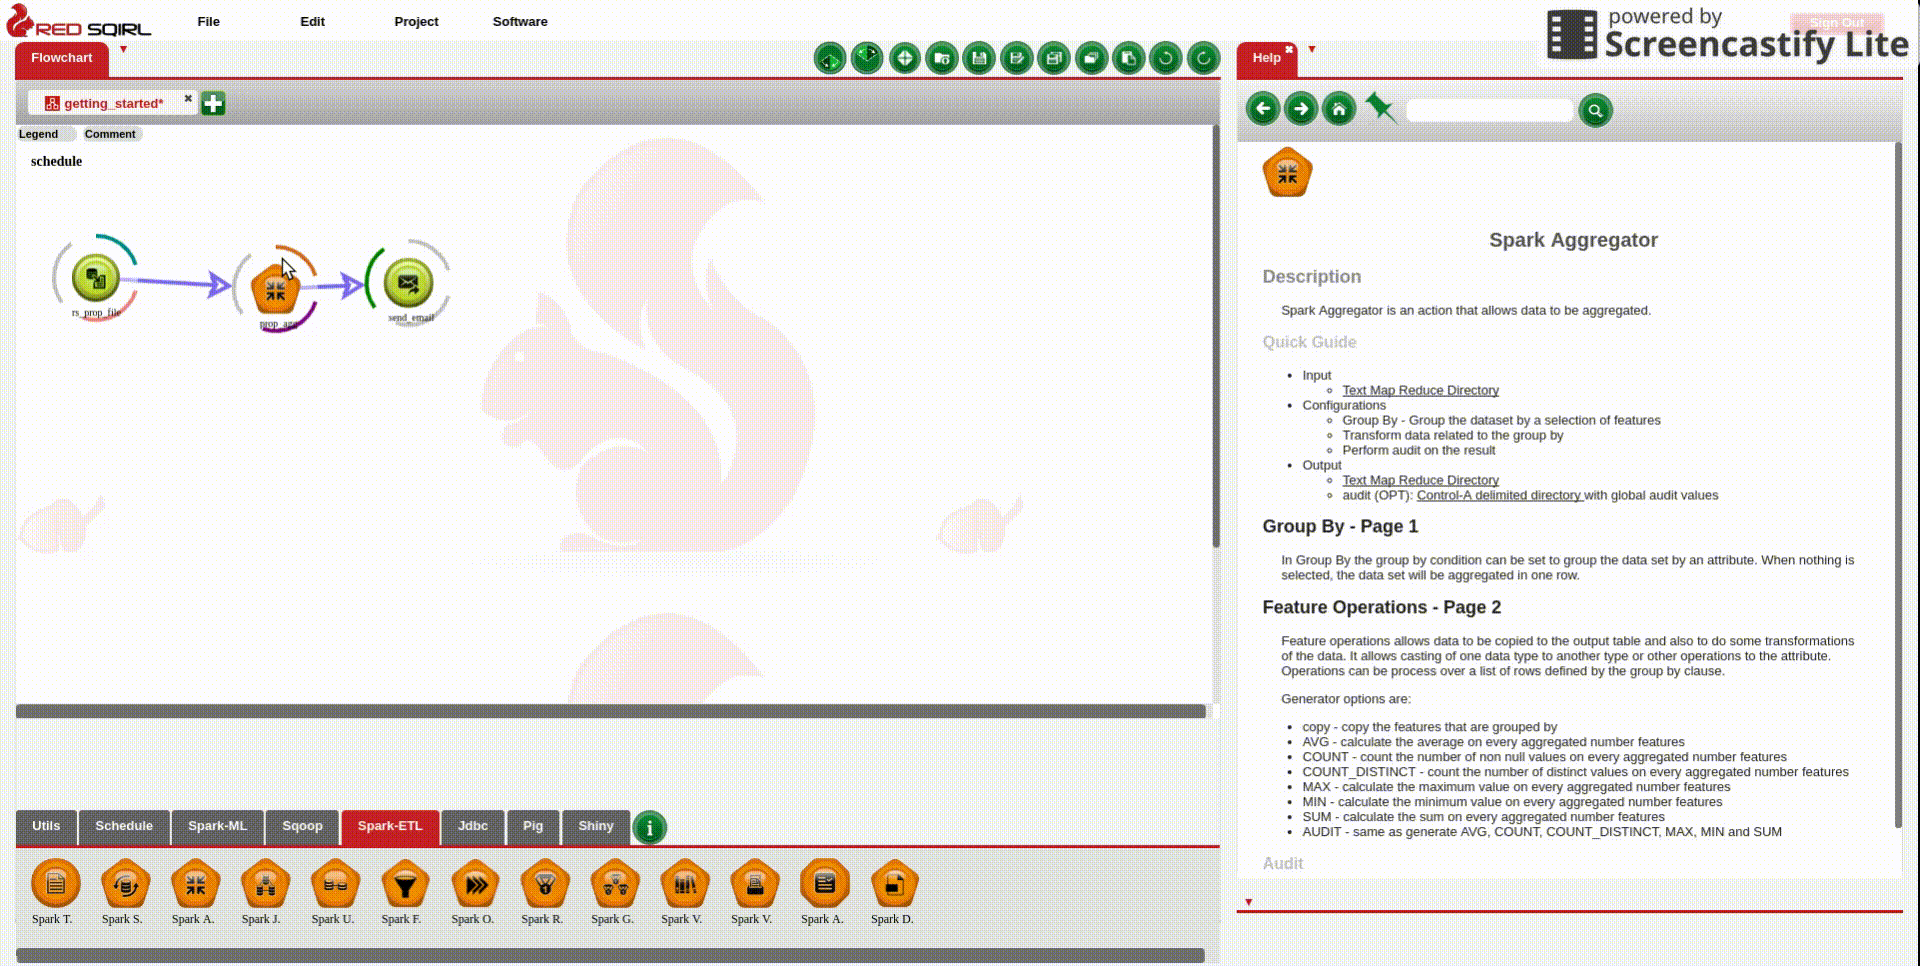 RED SQIRL
File Edit Project Software
powered by
Screencastify Lite
Sign Out
Flowchart
Help
getting_started*
Legend Comment
schedule
rs_prop_file
prop_agg
send_email
Utils Schedule Spark-ML Sqoop Spark-ETL Jdbc Pig Shiny
Spark T. Spark S. Spark A. Spark J. Spark U. Spark F. Spark O. Spark R. Spark G. Spark V. Spark V. Spark A. Spark D.
Spark Aggregator
Description
Spark Aggregator is an action that allows data to be aggregated.
Quick Guide
Input
Text Map Reduce Directory
Configurations
Group By - Group the dataset by a selection of features
Transform data related to the group by
Perform audit on the result
Output
Text Map Reduce Directory
audit (OPT): Control-A delimited directory with global audit values
Group By - Page 1
In Group By the group by condition can be set to group the data set by an attribute. When nothing is
selected, the data set will be aggregated in one row.
Feature Operations - Page 2
Feature operations allows data to be copied to the output table and also to do some transformations
of the data. It allows casting of one data type to another type or other operations to the attribute.
Operations can be process over a list of rows defined by the group by clause.
Generator options are:
copy - copy the features that are grouped by
AVG - calculate the average on every aggregated number features
COUNT - count the number of non null values on every aggregated number features
COUNT_DISTINCT - count the number of distinct values on every aggregated number features
MAX - calculate the maximum value on every aggregated number features
MIN - calculate the minimum value on every aggregated number features
SUM - calculate the sum on every aggregated number features
AUDIT - same as generate AVG, COUNT, COUNT_DISTINCT, MAX, MIN and SUM
Audit